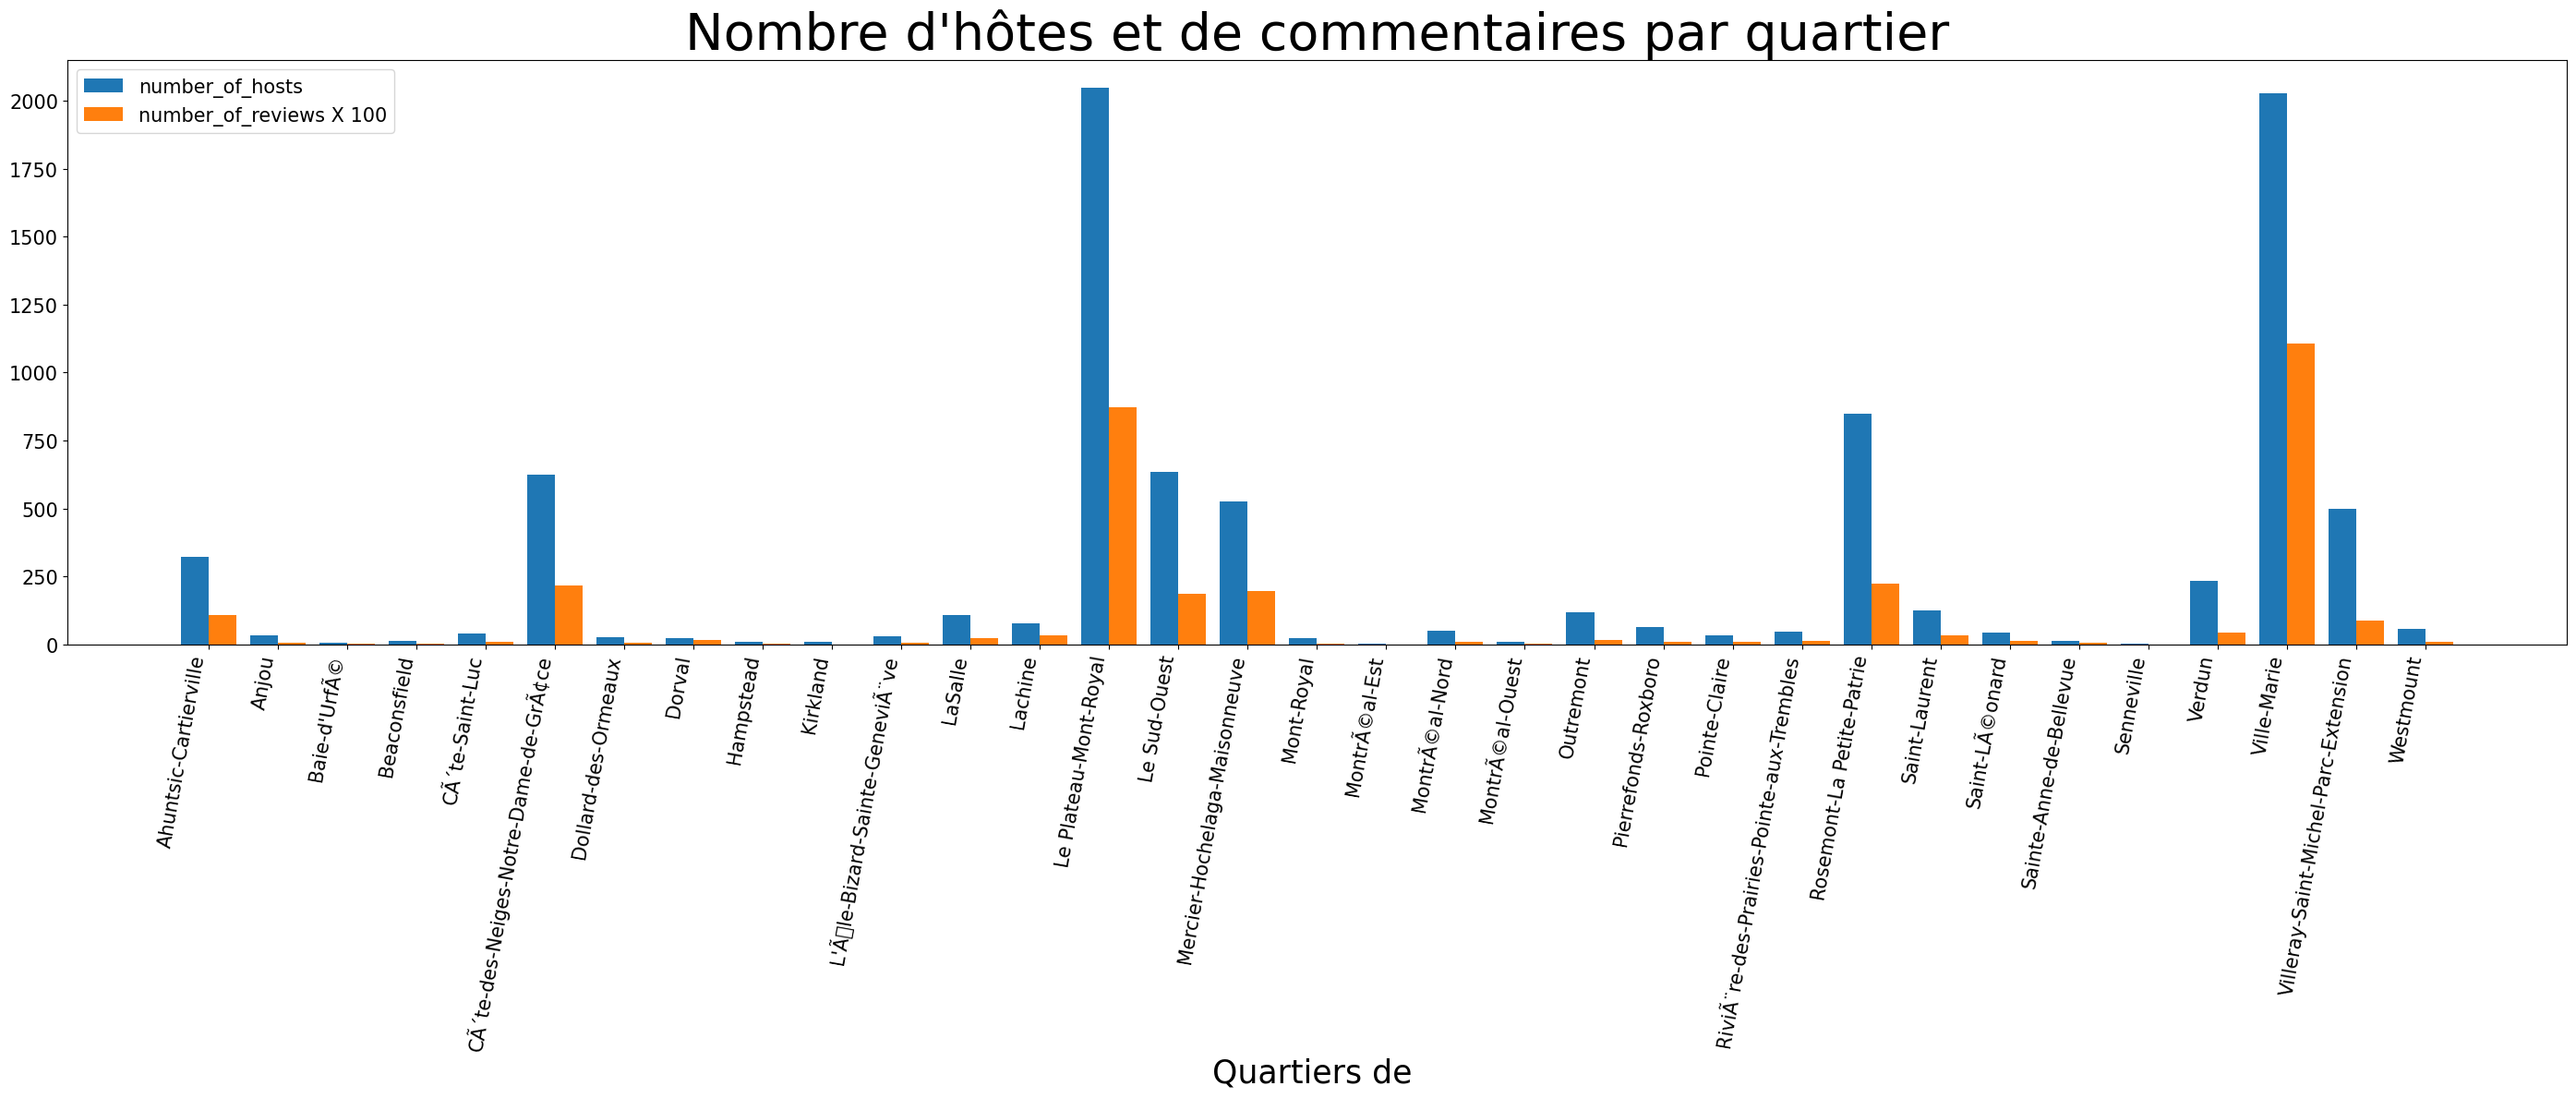 Nombre d'hôtes et de commentaires par quartier
number_of_hosts
number_of_reviews X 100
2000
1750
1500
1250
1000
750
500
250
0
Ahuntsic-Cartierville
Anjou
Baie-d'UrfÃ©
Beaconsfield
CÃ´te-Saint-Luc
CÃ´te-des-Neiges-Notre-Dame-de-GrÃ¢ce
Dollard-des-Ormeaux
Dorval
Hampstead
Kirkland
L'Ã□le-Bizard-Sainte-GeneviÃ¨ve
LaSalle
Lachine
Le Plateau-Mont-Royal
Le Sud-Ouest
Mercier-Hochelaga-Maisonneuve
Mont-Royal
MontrÃ©al-Est
MontrÃ©al-Nord
MontrÃ©al-Ouest
Outremont
Pierrefonds-Roxboro
Pointe-Claire
RiviÃ¨re-des-Prairies-Pointe-aux-Trembles
Rosemont-La Petite-Patrie
Saint-Laurent
Saint-LÃ©onard
Sainte-Anne-de-Bellevue
Senneville
Verdun
Ville-Marie
Villeray-Saint-Michel-Parc-Extension
Westmount
Quartiers de